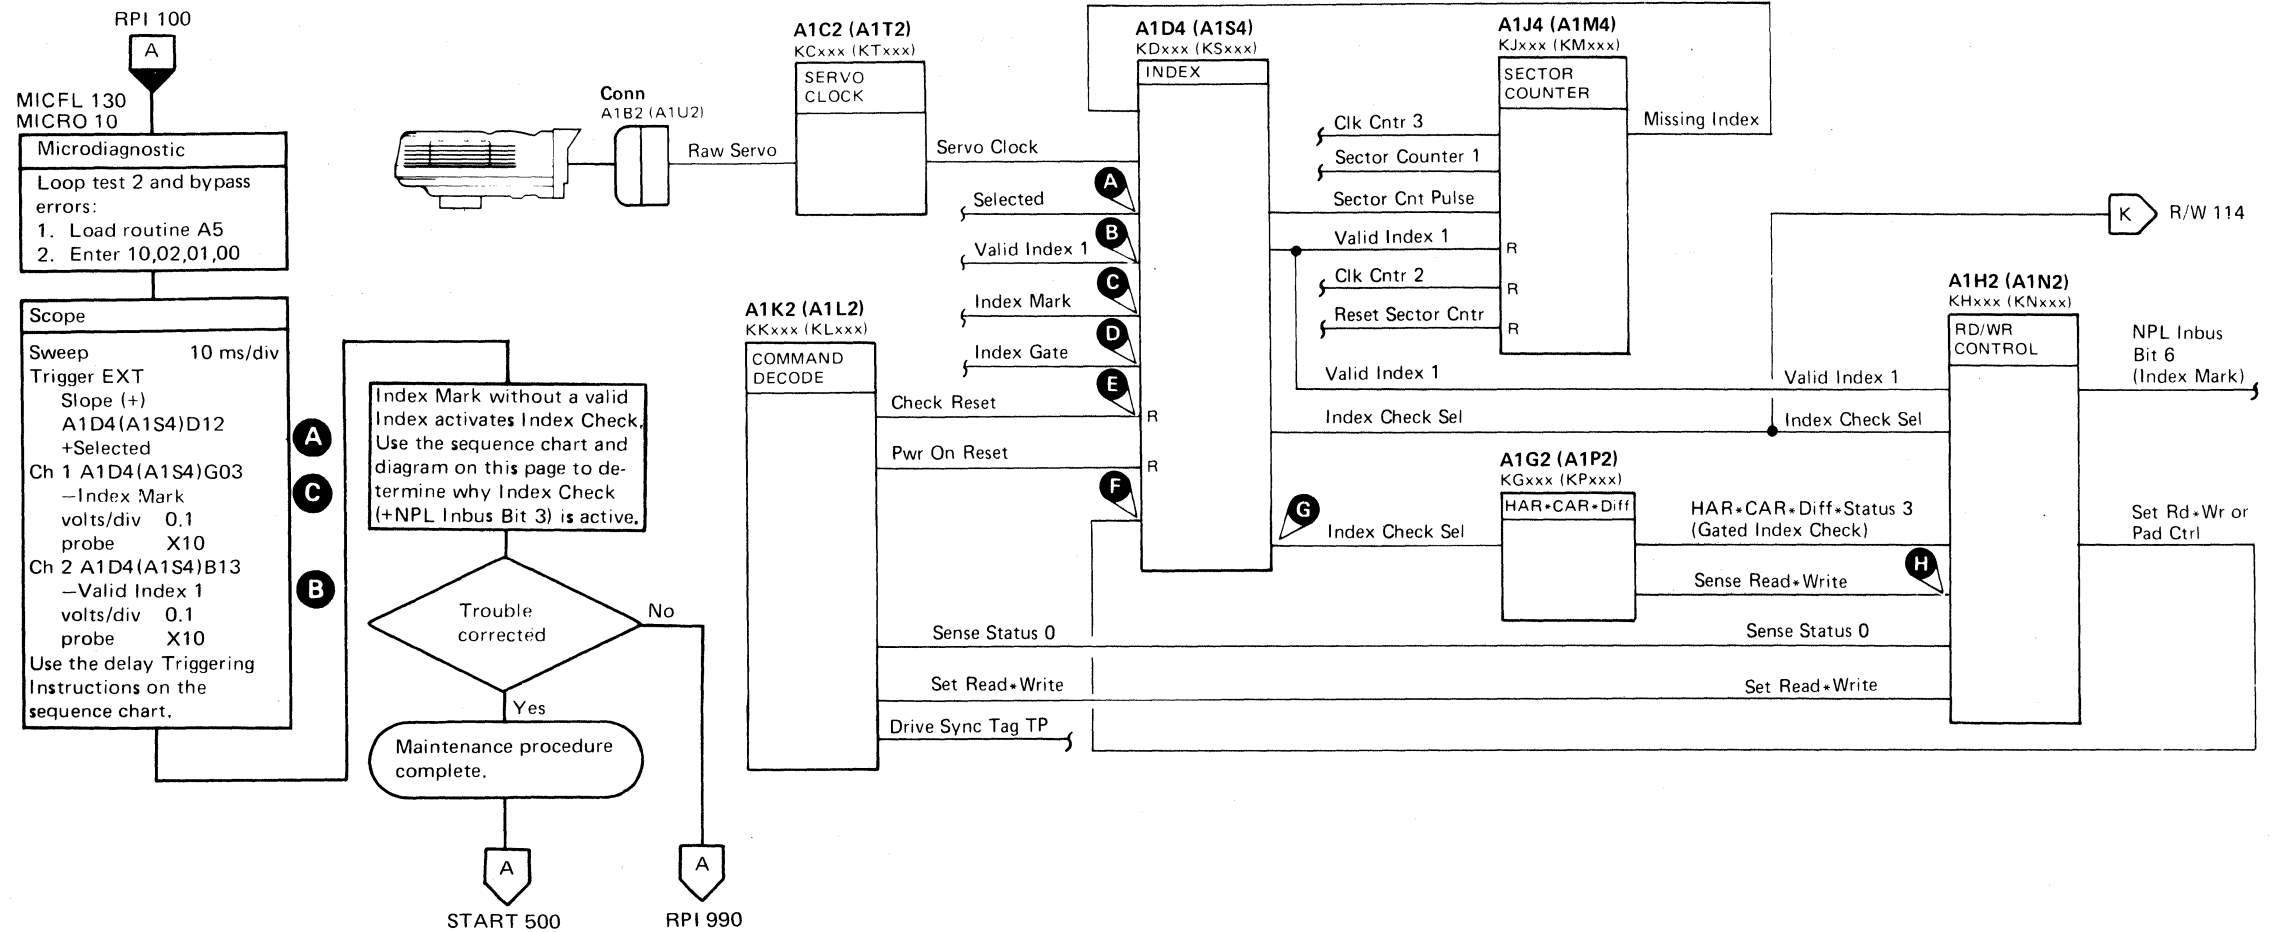 RPI 100
A
MICFL 130
MICRO 10
Microdiagnostic
Loop test 2 and bypass
errors:
1. Load routine A5
2. Enter 10,02,01,00
Scope
Sweep 10 ms/div
Trigger EXT
Slope (+)
A1D4(A1S4)D12
+Selected
Ch 1 A1D4(A1S4)G03
—Index Mark
volts/div 0.1
probe X10
Ch 2 A1D4(A1S4)B13
—Valid Index 1
volts/div 0.1
probe X10
Use the delay Triggering
Instructions on the
sequence chart.
A
C
B
Index Mark without a valid
Index activates Index Check.
Use the sequence chart and
diagram on this page to de-
termine why Index Check
(+NPL Inbus Bit 3) is active.
Trouble
corrected
No
Yes
Maintenance procedure
complete.
A
START 500
A
RPI 990
Conn
A1B2 (A1U2)
Raw Servo
A1C2 (A1T2)
KCxxx (KTxxx)
SERVO
CLOCK
Servo Clock
A
Selected
B
Valid Index 1
C
Index Mark
D
Index Gate
E
Check Reset
Pwr On Reset
F
A1K2 (A1L2)
KKxxx (KLxxx)
COMMAND
DECODE
Sense Status 0
Set Read*Write
Drive Sync Tag TP
A1D4 (A1S4)
KDxxx (KSxxx)
INDEX
R
R
G
Clk Cntr 3
Sector Counter 1
Sector Cnt Pulse
Valid Index 1
Clk Cntr 2
Reset Sector Cntr
Valid Index 1
Index Check Sel
Index Check Sel
A1J4 (A1M4)
KJxxx (KMxxx)
SECTOR
COUNTER
R
R
R
Missing Index
K
R/W 114
A1G2 (A1P2)
KGxxx (KPxxx)
HAR*CAR*Diff
HAR*CAR*Diff*Status 3
(Gated Index Check)
H
Sense Read*Write
Valid Index 1
Index Check Sel
Sense Status 0
Set Read*Write
A1H2 (A1N2)
KHxxx (KNxxx)
RD/WR
CONTROL
NPL Inbus
Bit 6
(Index Mark)
Set Rd*Wr or
Pad Ctrl